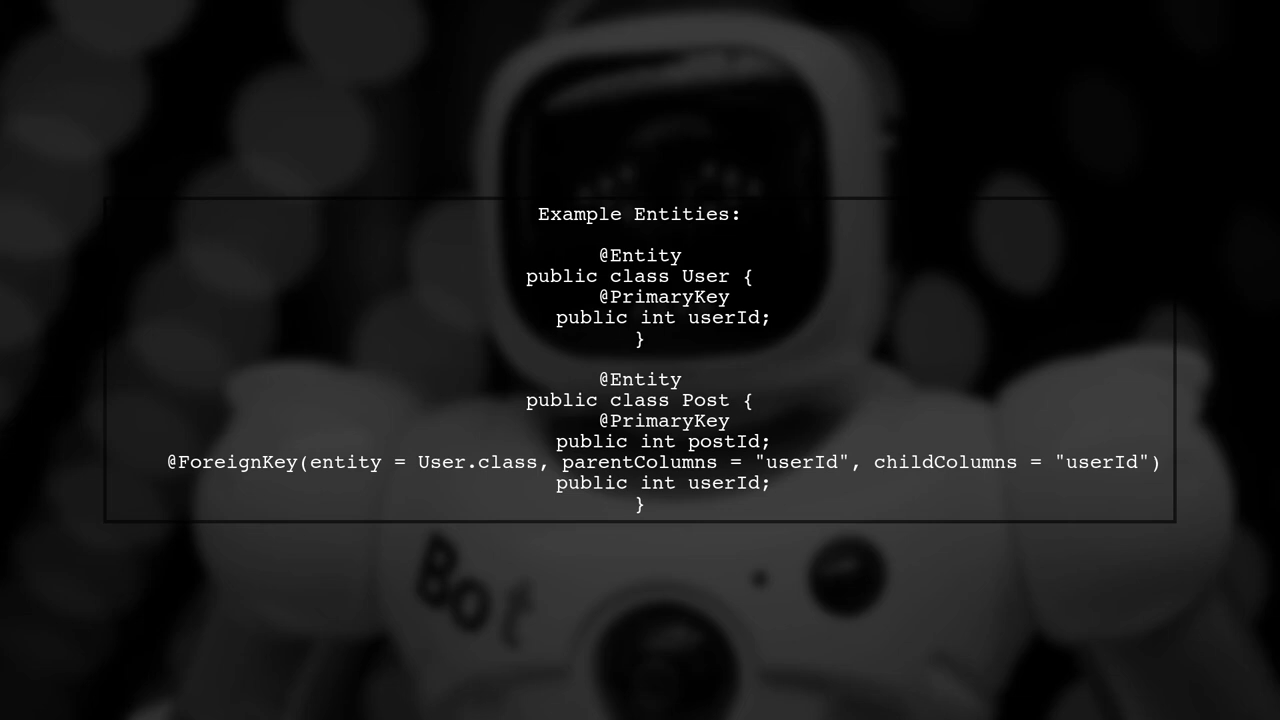 Example Entities:
@Entity
public class User {
@PrimaryKey
public int userId;
}
@Entity
public class Post {
@PrimaryKey
public int postId;
@ForeignKey(entity = User.class, parentColumns = "userId", childColumns = "userId")
public int userId;
}
Bot